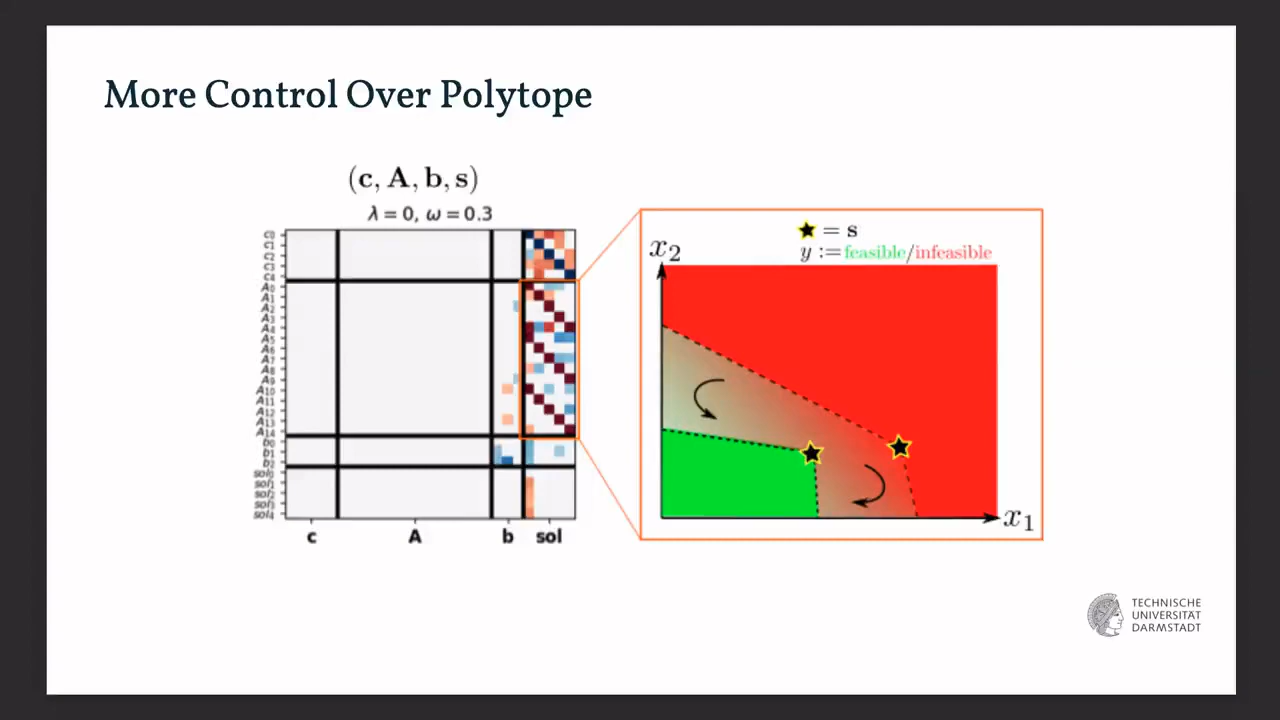 More Control Over Polytope
(c, A, b, s)
λ = 0, ω = 0.3
c0
c1
c2
c3
c4
A0
A1
A2
A3
A4
A5
A6
A7
A8
A9
A10
A11
A12
A13
A14
b0
b1
b2
sol0
sol1
sol2
sol3
sol4
c A b sol
★ = s
y := feasible/infeasible
x2
x1
TECHNISCHE
UNIVERSITÄT
DARMSTADT